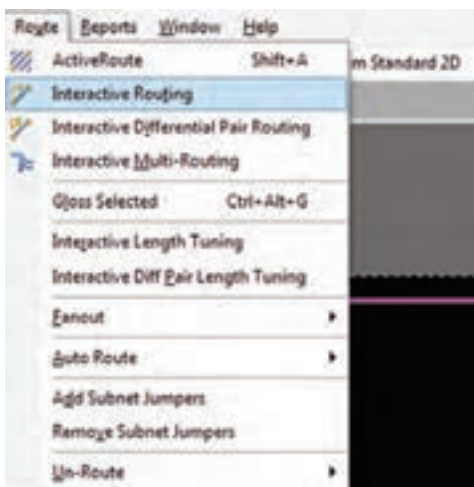 Route Reports Window Help
ActiveRoute Shift+A
m Standard 2D
Interactive Routing
Interactive Differential Pair Routing
Interactive Multi-Routing
Gloss Selected Ctrl+Alt+G
Interactive Length Tuning
Interactive Diff Pair Length Tuning
Fanout
Auto Route
Add Subnet Jumpers
Remove Subnet Jumpers
Un-Route